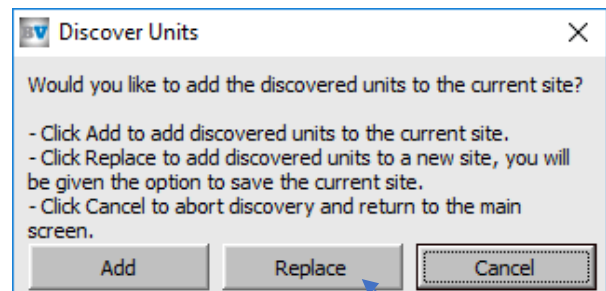 BV Discover Units
Would you like to add the discovered units to the current site?
- Click Add to add discovered units to the current site.
- Click Replace to add discovered units to a new site, you will
be given the option to save the current site.
- Click Cancel to abort discovery and return to the main
screen.
Add Replace Cancel